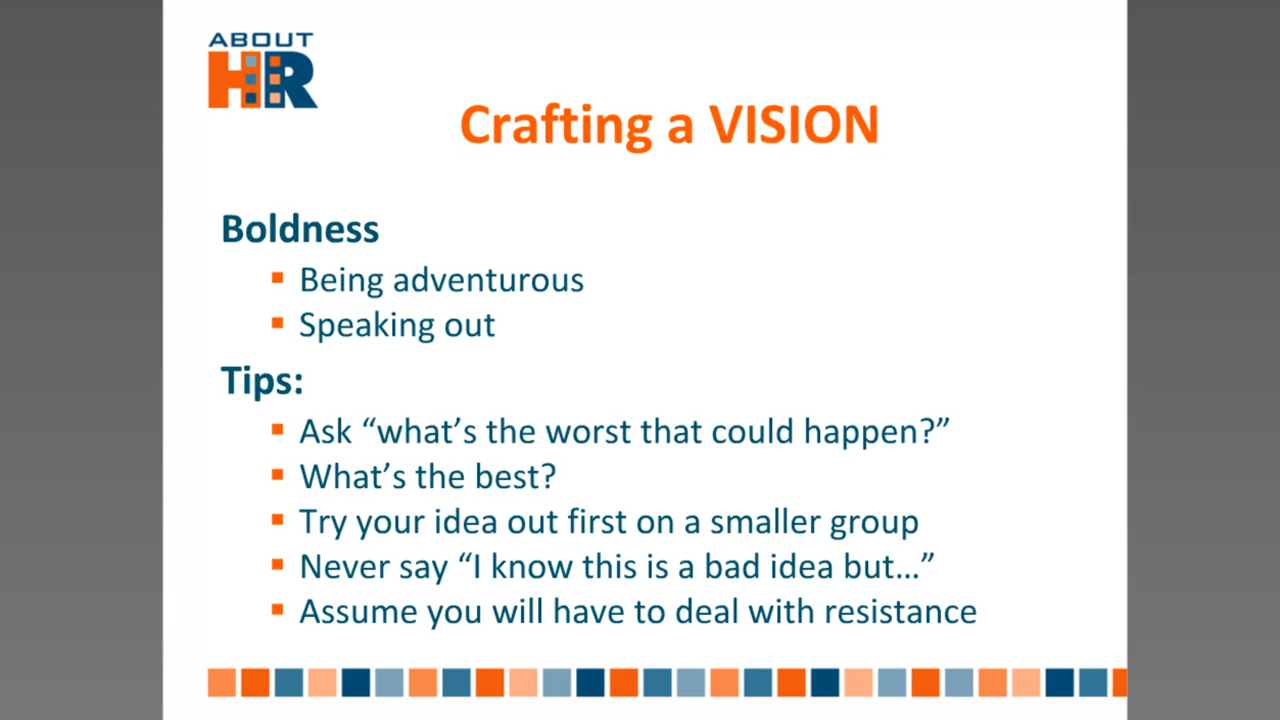 ABOUT
HR
Crafting a VISION
Boldness
Being adventurous
Speaking out
Tips:
Ask “what’s the worst that could happen?”
What’s the best?
Try your idea out first on a smaller group
Never say “I know this is a bad idea but…”
Assume you will have to deal with resistance